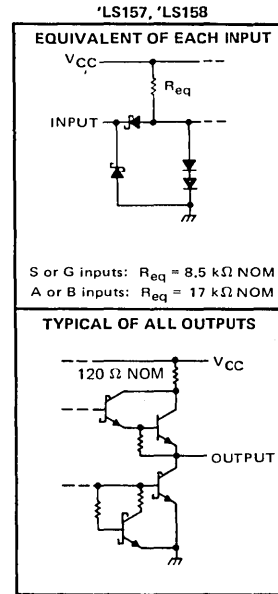 'LS157, 'LS158
EQUIVALENT OF EACH INPUT
VCC
Req
INPUT
S or G inputs: Req = 8.5 kΩ NOM
A or B inputs: Req = 17 kΩ NOM
TYPICAL OF ALL OUTPUTS
VCC
120 Ω NOM
OUTPUT